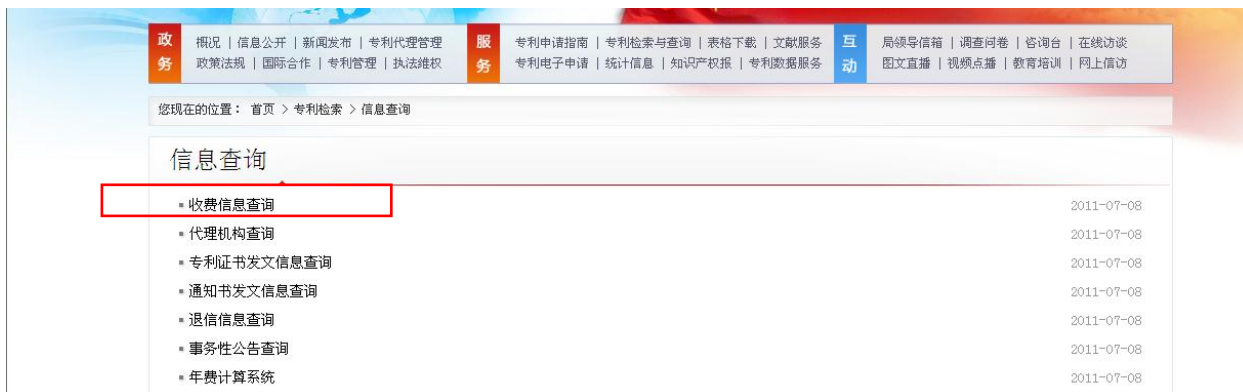 政务
概况 | 信息公开 | 新闻发布 | 专利代理管理
政策法规 | 国际合作 | 专利管理 | 执法维权
服务
专利申请指南 | 专利检索与查询 | 表格下载 | 文献服务
专利电子申请 | 统计信息 | 知识产权报 | 专利数据服务
互动
局领导信箱 | 调查问卷 | 咨询台 | 在线访谈
图文直播 | 视频点播 | 教育培训 | 网上信访
您现在的位置： 首页 > 专利检索 > 信息查询
信息查询
▪ 收费信息查询 2011-07-08
▪ 代理机构查询 2011-07-08
▪ 专利证书发文信息查询 2011-07-08
▪ 通知书发文信息查询 2011-07-08
▪ 退信信息查询 2011-07-08
▪ 事务性公告查询 2011-07-08
▪ 年费计算系统 2011-07-08